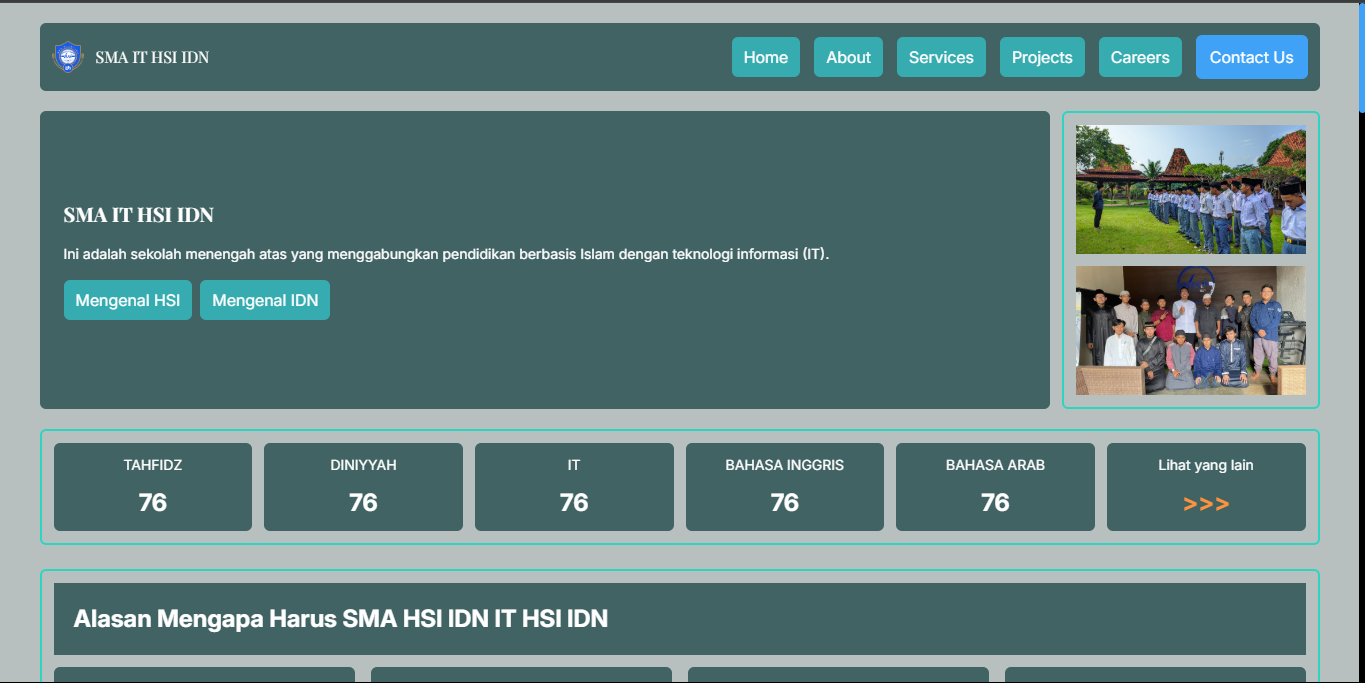 SMA IT HSI IDN
Home
About
Services
Projects
Careers
Contact Us
SMA IT HSI IDN
Ini adalah sekolah menengah atas yang menggabungkan pendidikan berbasis Islam dengan teknologi informasi (IT).
Mengenal HSI
Mengenal IDN
TAHFIDZ
76
DINIYYAH
76
IT
76
BAHASA INGGRIS
76
BAHASA ARAB
76
Lihat yang lain
>>>
Alasan Mengapa Harus SMA HSI IDN IT HSI IDN